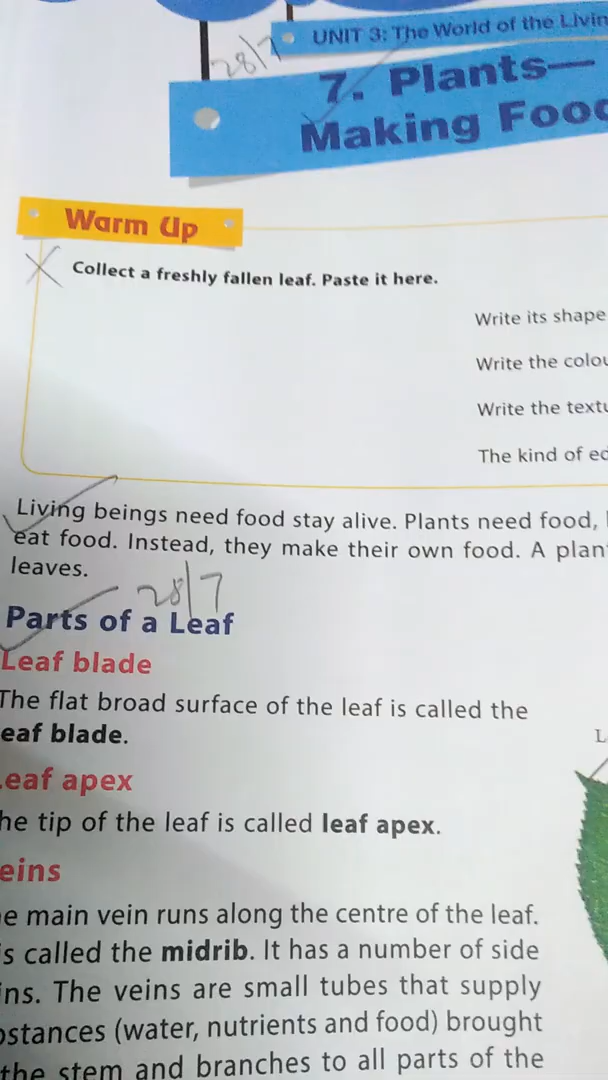 UNIT 3: The World of the Livin
28/7
7. Plants—
Making Food
Warm Up
Collect a freshly fallen leaf. Paste it here.
Write its shape
Write the colou
Write the textu
The kind of ed
Living beings need food stay alive. Plants need food,
eat food. Instead, they make their own food. A plan
leaves.
28/7
Parts of a Leaf
Leaf blade
The flat broad surface of the leaf is called the
eaf blade.
eaf apex
he tip of the leaf is called leaf apex.
eins
e main vein runs along the centre of the leaf.
s called the midrib. It has a number of side
ins. The veins are small tubes that supply
bstances (water, nutrients and food) brought
the stem and branches to all parts of the